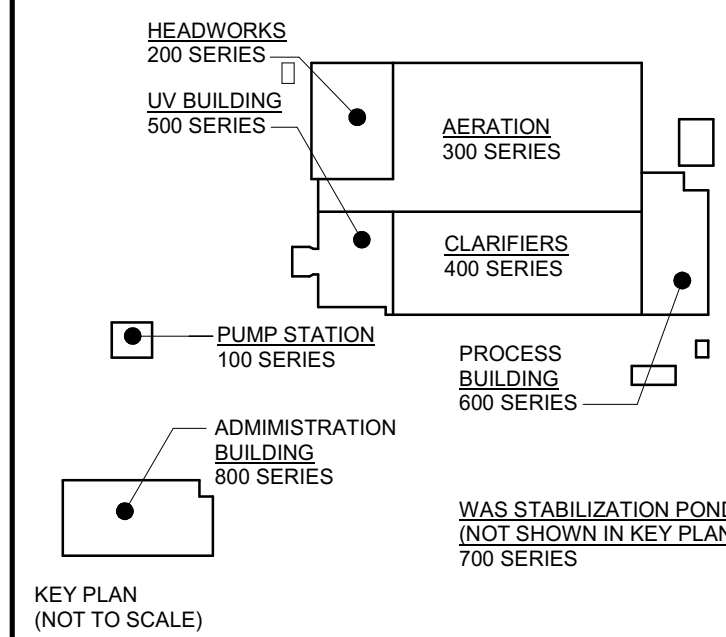 HEADWORKS
200 SERIES
UV BUILDING
500 SERIES
AERATION
300 SERIES
CLARIFIERS
400 SERIES
PUMP STATION
100 SERIES
PROCESS
BUILDING
600 SERIES
ADMIMISTRATION
BUILDING
800 SERIES
WAS STABILIZATION POND
(NOT SHOWN IN KEY PLAN
700 SERIES
KEY PLAN
(NOT TO SCALE)